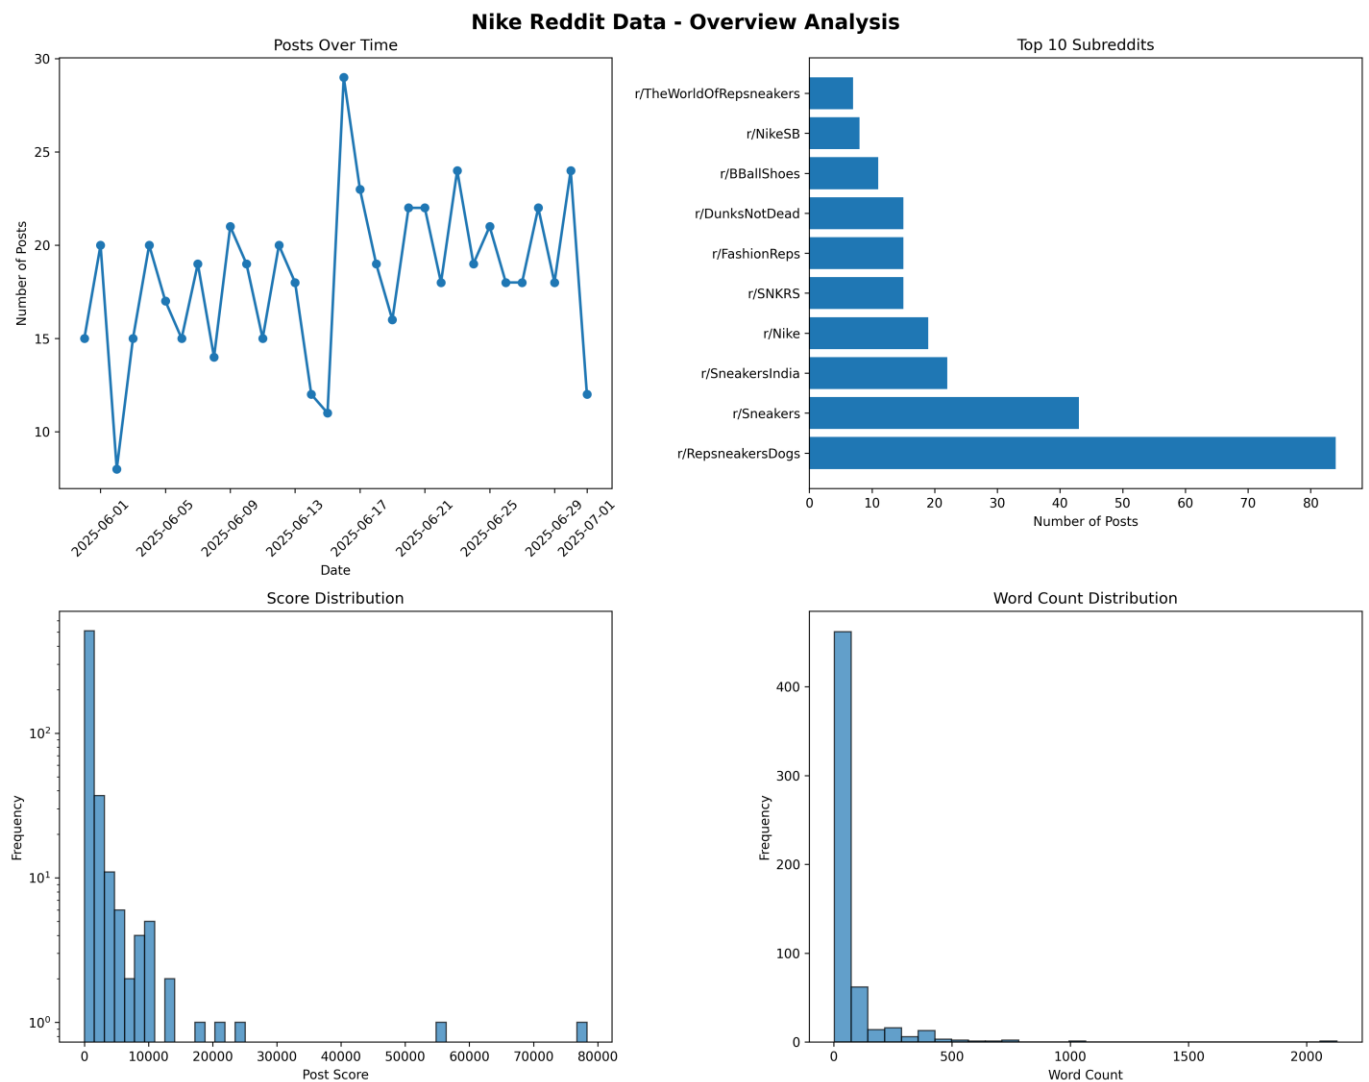 Nike Reddit Data - Overview Analysis
Posts Over Time
30
25
20
15
10
Number of Posts
2025-06-01
2025-06-05
2025-06-09
2025-06-13
2025-06-17
2025-06-21
2025-06-25
2025-06-29
2025-07-01
Date
Top 10 Subreddits
r/TheWorldOfRepsneakers
r/NikeSB
r/BBallShoes
r/DunksNotDead
r/FashionReps
r/SNKRS
r/Nike
r/SneakersIndia
r/Sneakers
r/RepsneakersDogs
0 10 20 30 40 50 60 70 80
Number of Posts
Score Distribution
10²
10¹
10⁰
Frequency
0 10000 20000 30000 40000 50000 60000 70000 80000
Post Score
Word Count Distribution
400
300
200
100
0
Frequency
0 500 1000 1500 2000
Word Count